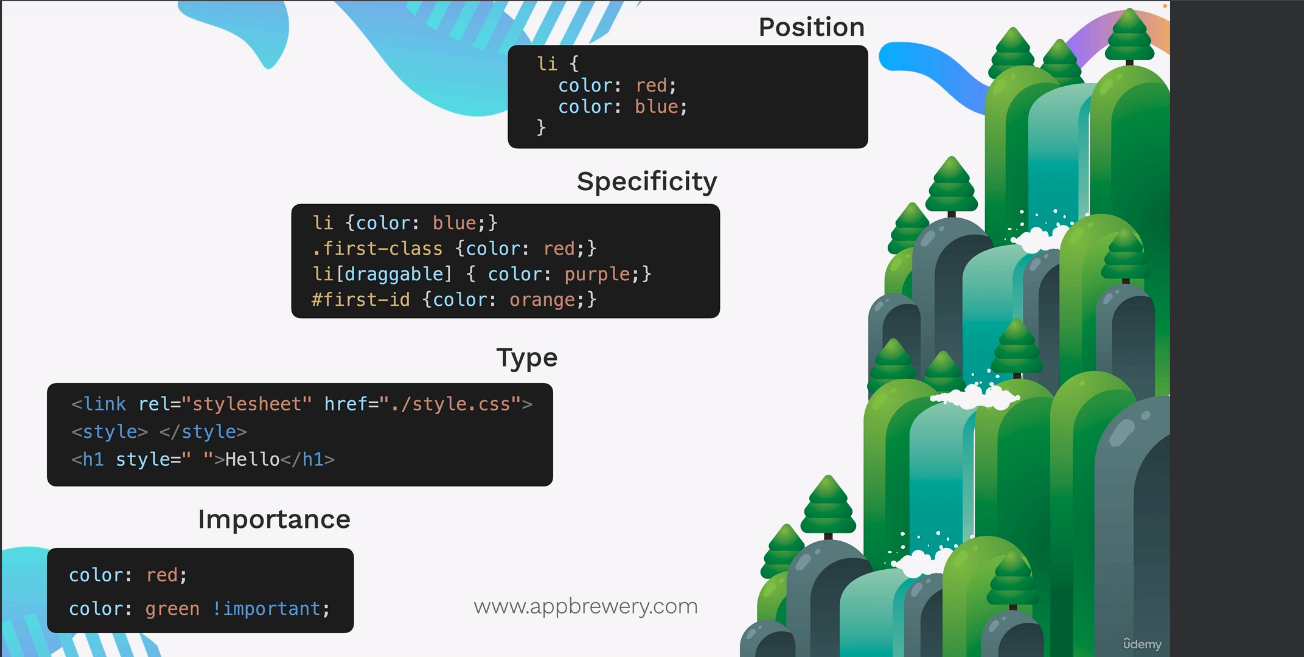 Position
li {
  color: red;
  color: blue;
}
Specificity
li {color: blue;}
.first-class {color: red;}
li[draggable] { color: purple;}
#first-id {color: orange;}
Type
<link rel="stylesheet" href="./style.css">
<style> </style>
<h1 style=" ">Hello</h1>
Importance
color: red;
color: green !important;
www.appbrewery.com
ûdemy